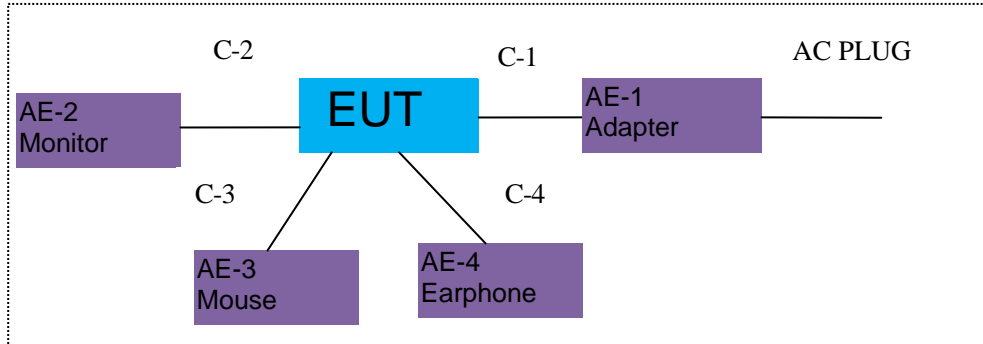 C-2
C-1
AC PLUG
EUT
AE-2
Monitor
AE-1
Adapter
C-3
C-4
AE-3
Mouse
AE-4
Earphone